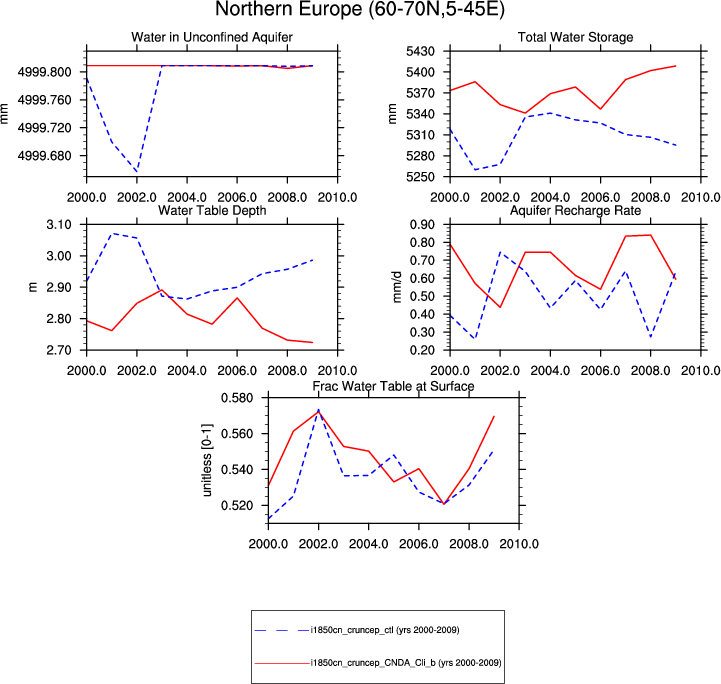 Northern Europe (60-70N,5-45E)
Water in Unconfined Aquifer
mm
4999.800
4999.760
4999.720
4999.680
2000.0 2002.0 2004.0 2006.0 2008.0 2010.0
Total Water Storage
mm
5430
5400
5370
5340
5310
5280
5250
2000.0 2002.0 2004.0 2006.0 2008.0 2010.0
Water Table Depth
m
3.10
3.00
2.90
2.80
2.70
2000.0 2002.0 2004.0 2006.0 2008.0 2010.0
Aquifer Recharge Rate
mm/d
0.90
0.80
0.70
0.60
0.50
0.40
0.30
0.20
2000.0 2002.0 2004.0 2006.0 2008.0 2010.0
Frac Water Table at Surface
unitless [0-1]
0.580
0.560
0.540
0.520
2000.0 2002.0 2004.0 2006.0 2008.0 2010.0
i1850cn_cruncep_ctl (yrs 2000-2009)
i1850cn_cruncep_CNDA_Cli_b (yrs 2000-2009)